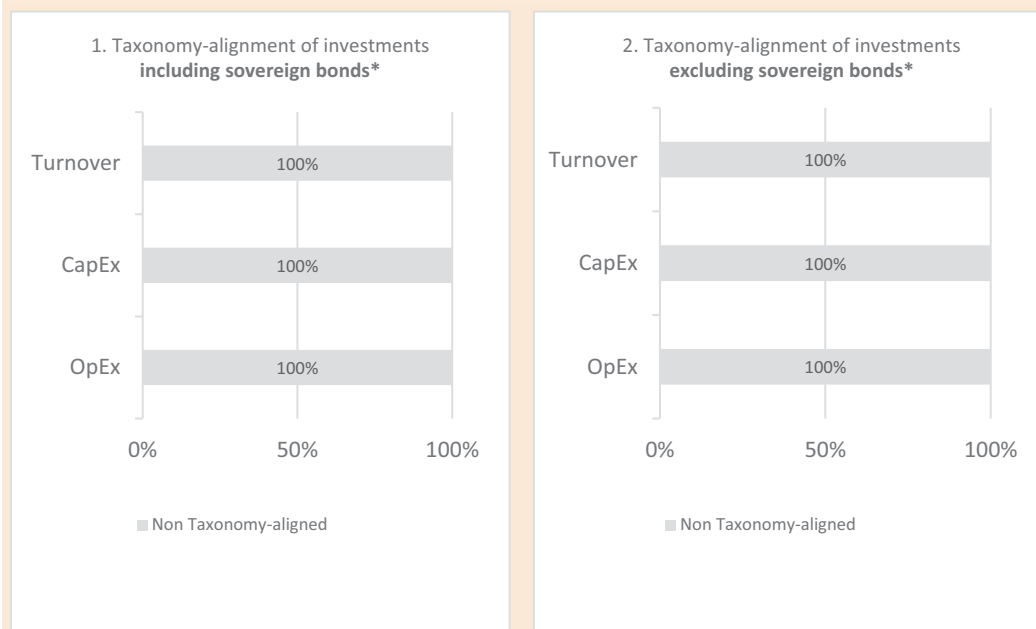 1. Taxonomy-alignment of investments
including sovereign bonds*
Turnover
100%
CapEx
100%
OpEx
100%
0% 50% 100%
Non Taxonomy-aligned
2. Taxonomy-alignment of investments
excluding sovereign bonds*
Turnover
100%
CapEx
100%
OpEx
100%
0% 50% 100%
Non Taxonomy-aligned